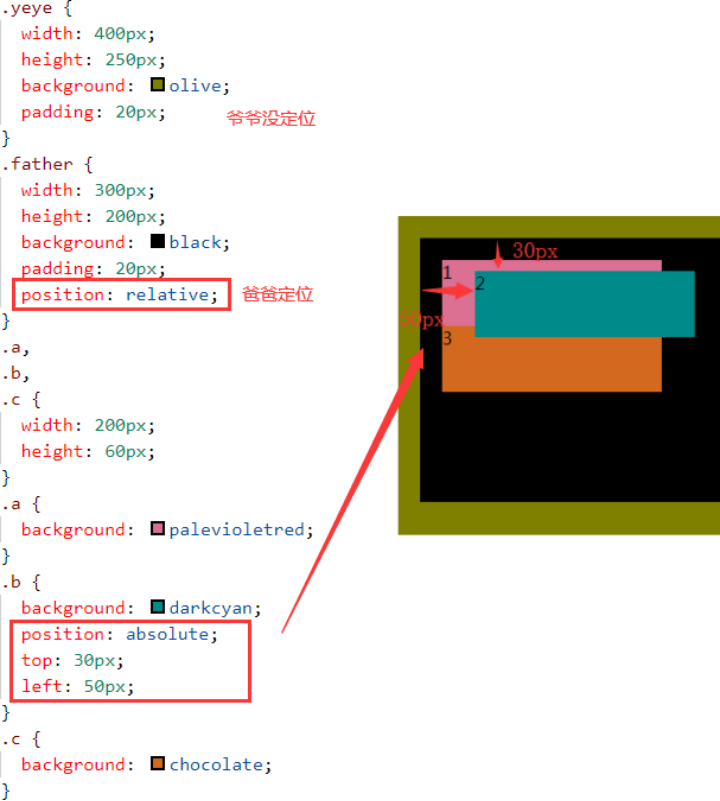 .yeye {
width: 400px;
height: 250px;
background: olive;
padding: 20px;
爷爷没定位
}
.father {
width: 300px;
height: 200px;
background: black;
padding: 20px;
position: relative;
爸爸定位
}
.a,
.b,
.c {
width: 200px;
height: 60px;
}
.a {
background: palevioletred;
}
.b {
background: darkcyan;
position: absolute;
top: 30px;
left: 50px;
}
.c {
background: chocolate;
}
30px
1
2
50px
3